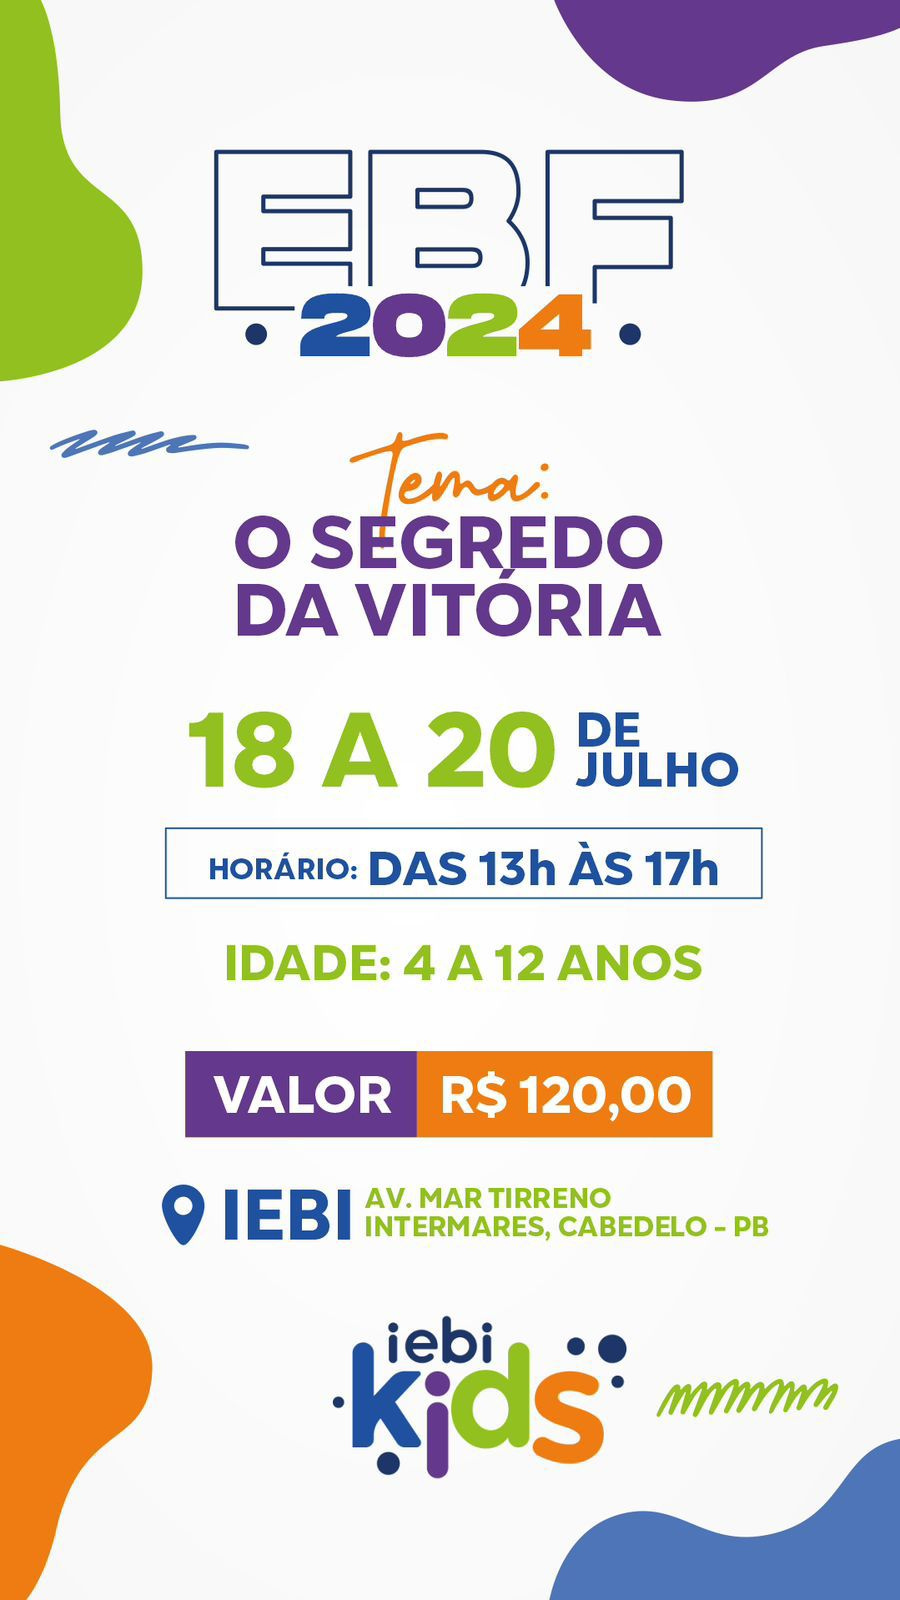 EBF
2024
Tema:
O SEGREDO
DA VITÓRIA
18 A 20 DE
JULHO
HORÁRIO: DAS 13h ÀS 17h
IDADE: 4 A 12 ANOS
VALOR R$ 120,00
IEBI AV. MAR TIRRENO
INTERMARES, CABEDELO - PB
iebi
kids